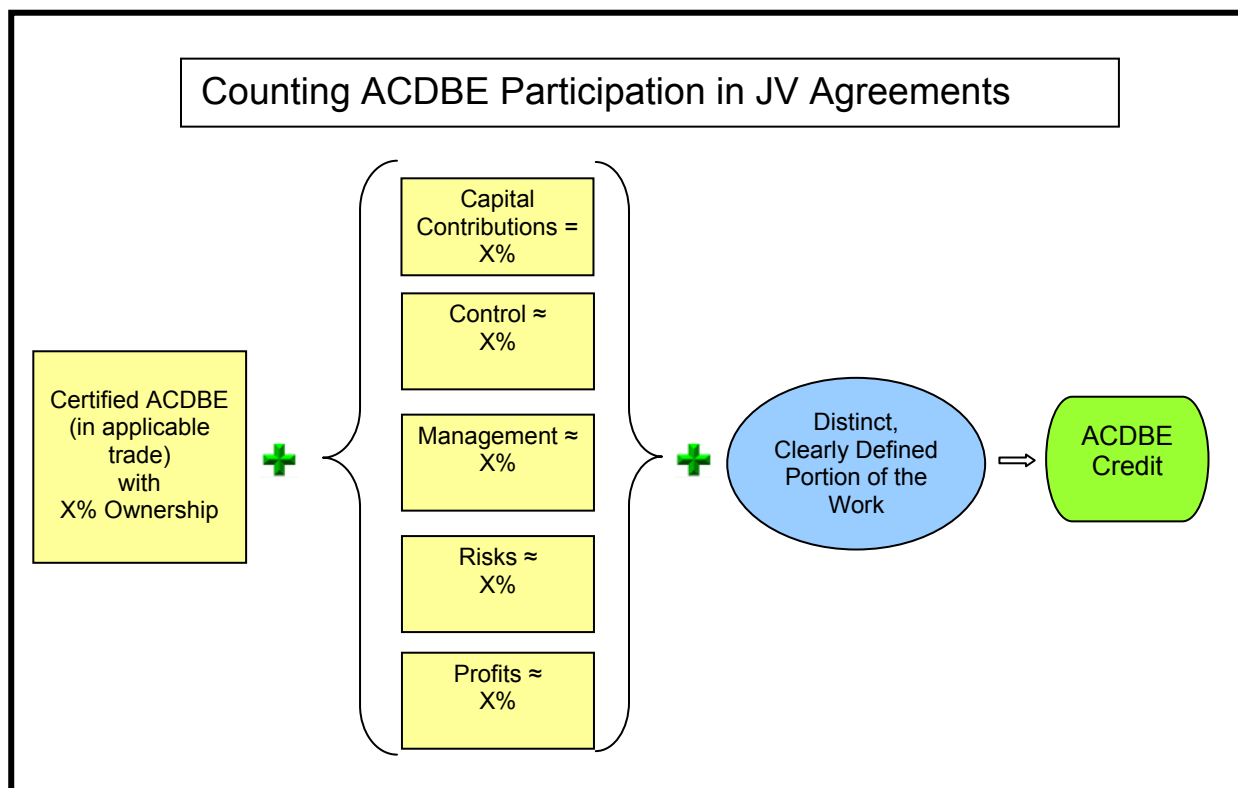 Counting ACDBE Participation in JV Agreements
Certified ACDBE
(in applicable
trade)
with
X% Ownership
Capital
Contributions =
X%
Control ≈
X%
Management ≈
X%
Risks ≈
X%
Profits ≈
X%
Distinct,
Clearly Defined
Portion of the
Work
ACDBE
Credit